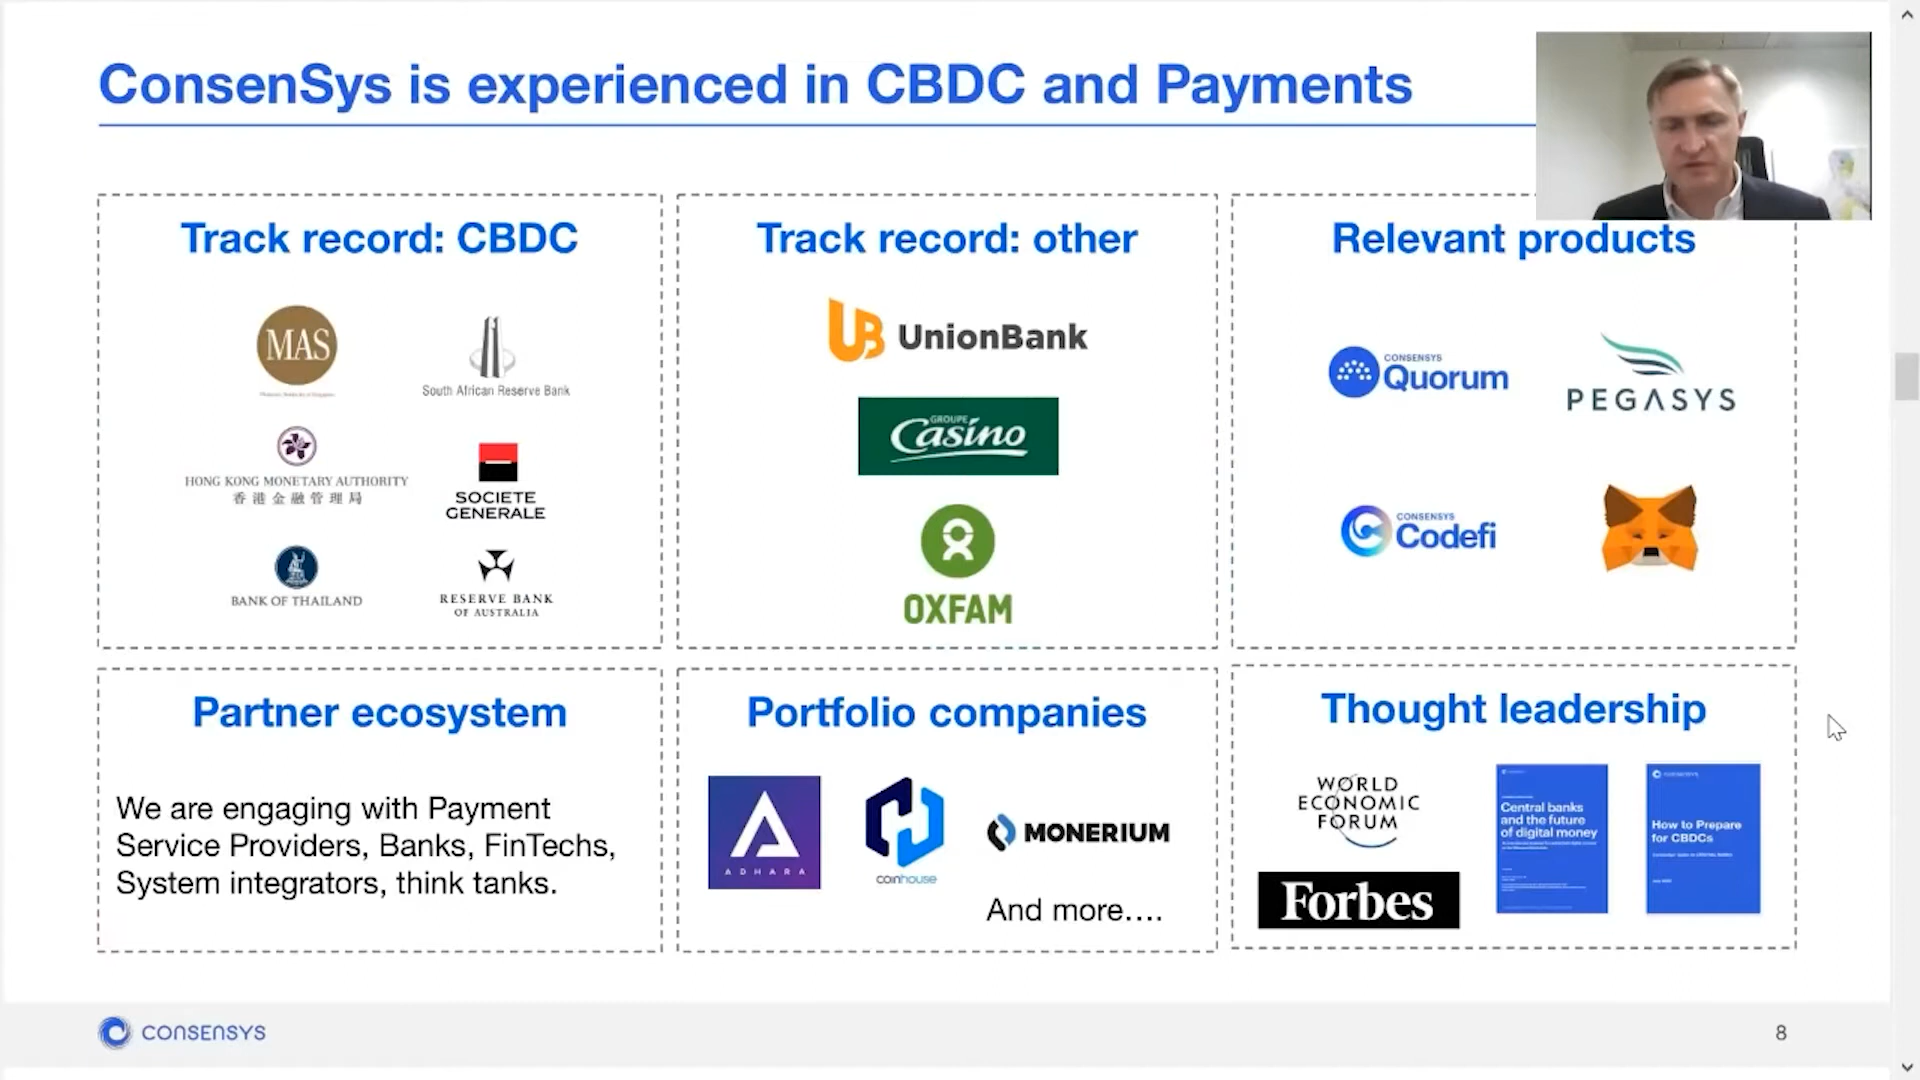 ConsenSys is experienced in CBDC and Payments
Track record: CBDC
MAS
South African Reserve Bank
HONG KONG MONETARY AUTHORITY
香港金融管理局
SOCIETE
GENERALE
BANK OF THAILAND
RESERVE BANK
OF AUSTRALIA
Track record: other
UB UnionBank
GROUPE
Casino
OXFAM
Relevant products
CONSENSYS
Quorum
PEGASYS
CONSENSYS
Codefi
Partner ecosystem
We are engaging with Payment
Service Providers, Banks, FinTechs,
System integrators, think tanks.
Portfolio companies
ADHARA
coinhouse
MONERIUM
And more....
Thought leadership
WORLD
ECONOMIC
FORUM
Forbes
Central banks
and the future
of digital money
CONSENSYS
How to Prepare
for CBDCs
CONSENSYS
8